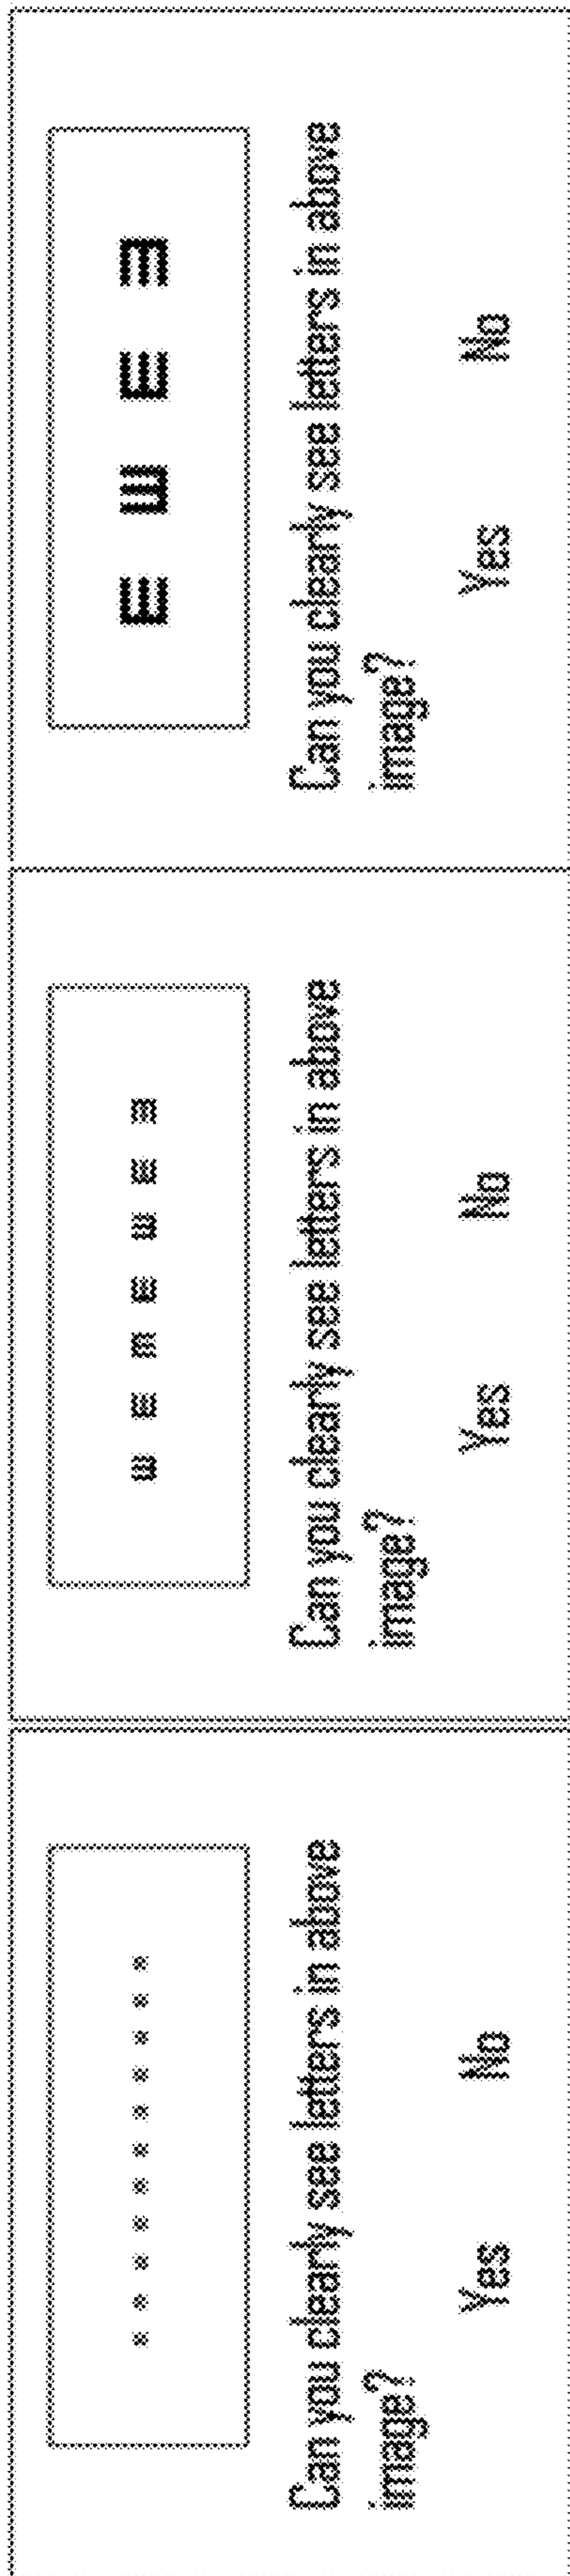 Can you clearly see letters in above
image?
Yes No
Ш E m E Ш E Ǝ
Can you clearly see letters in above
image?
Yes No
E Ш E Ǝ
Can you clearly see letters in above
image?
Yes No